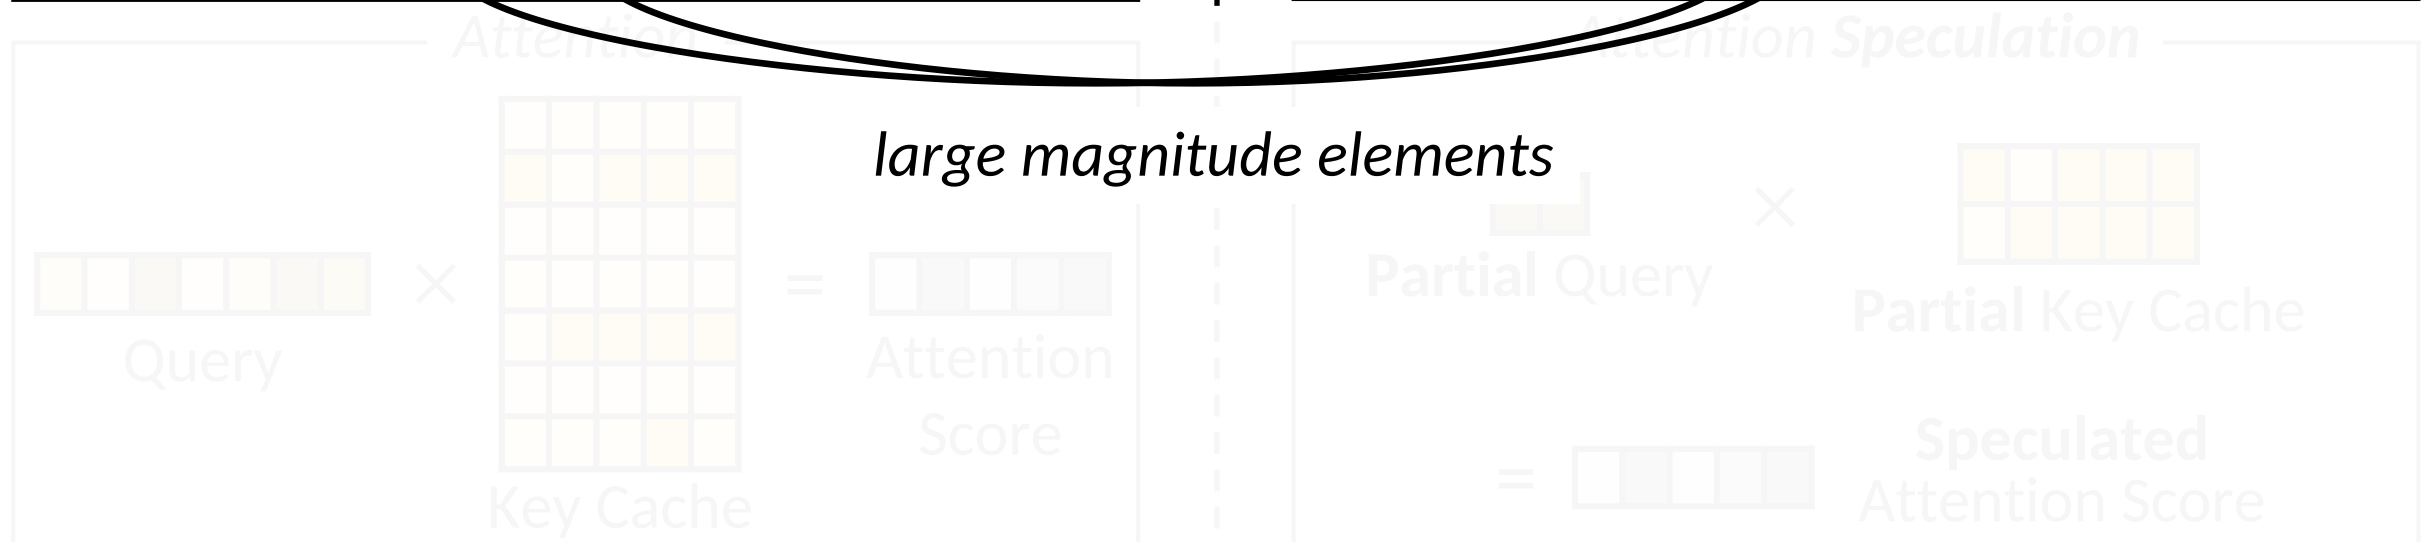 Attention
Attention Speculation
large magnitude elements
Query
×
Key Cache
=
Attention
Score
Partial Query
×
Partial Key Cache
=
Speculated
Attention Score